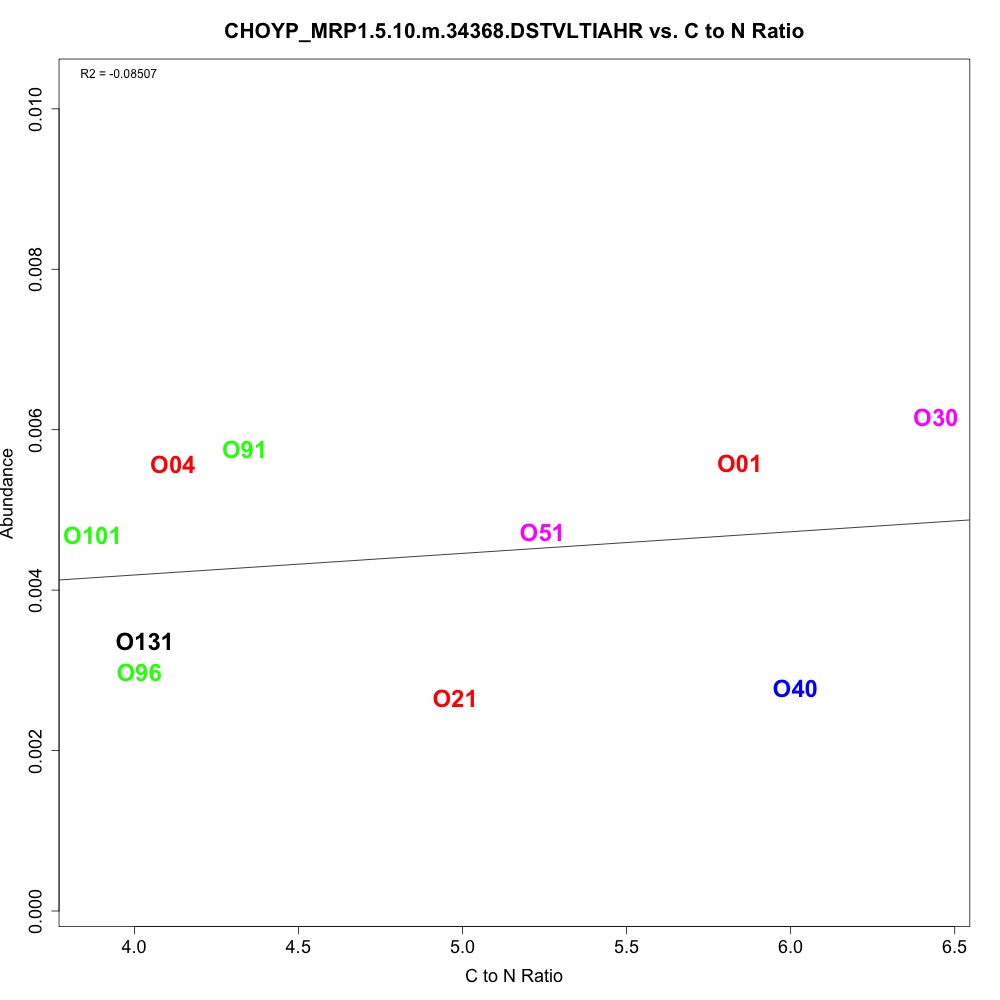 CHOYP_MRP1.5.10.m.34368.DSTVLTIAHR vs. C to N Ratio
R2 = -0.08507
0.010
0.008
0.006
0.004
0.002
0.000
Abundance
O30
O91
O04
O01
O101
O51
O131
O96
O40
O21
4.0 4.5 5.0 5.5 6.0 6.5
C to N Ratio